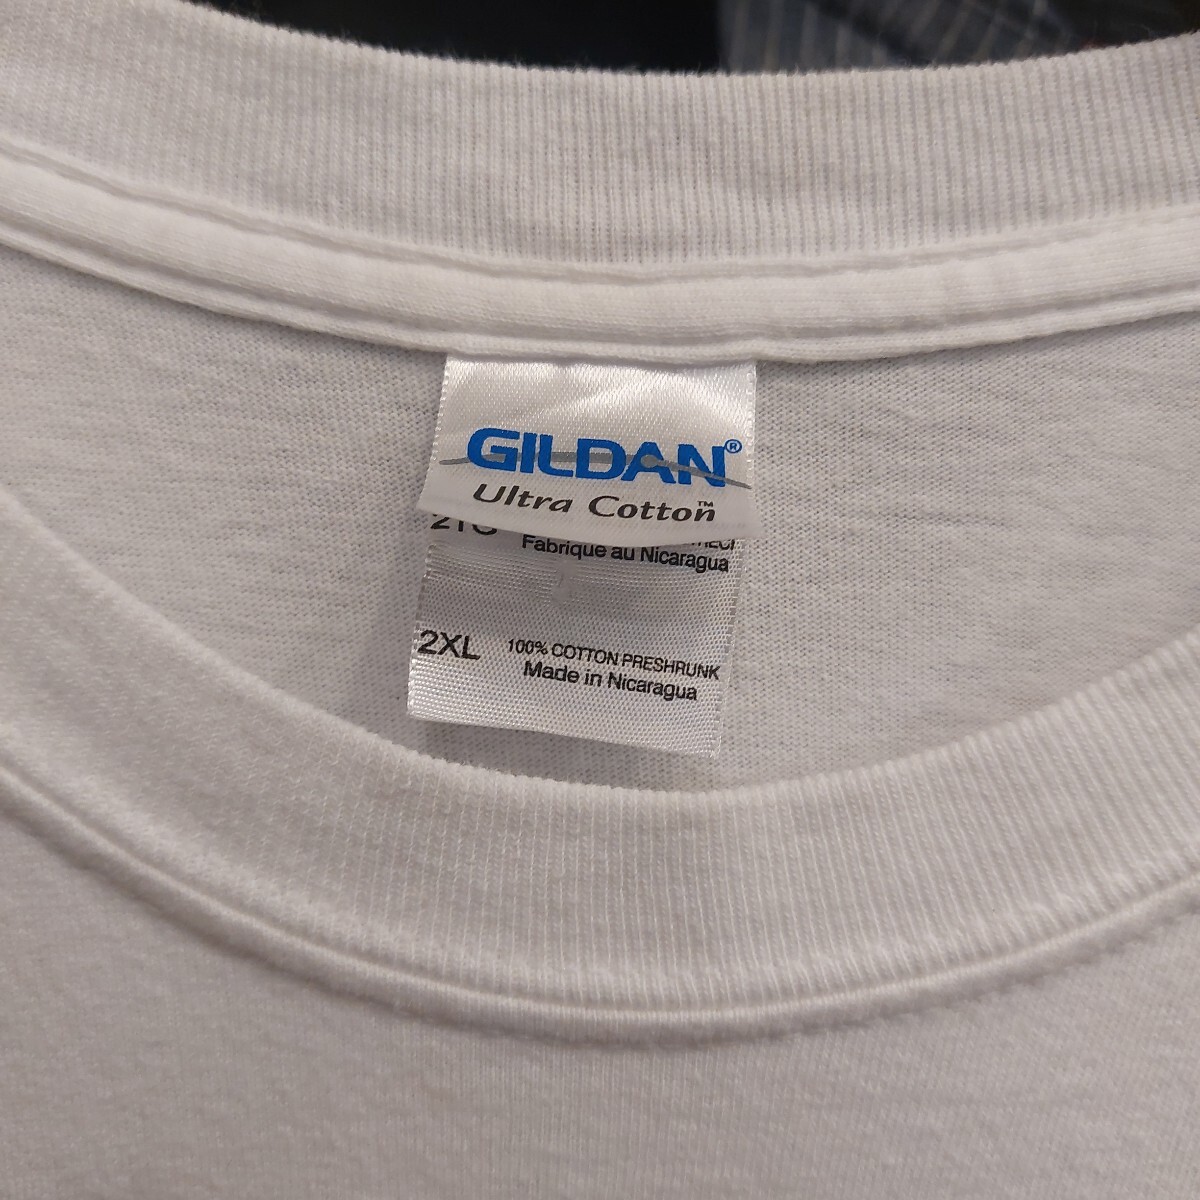 GILDAN®
Ultra Cotton™
Fabrique au Nicaragua
2XL 100% COTTON PRESHRUNK
Made in Nicaragua